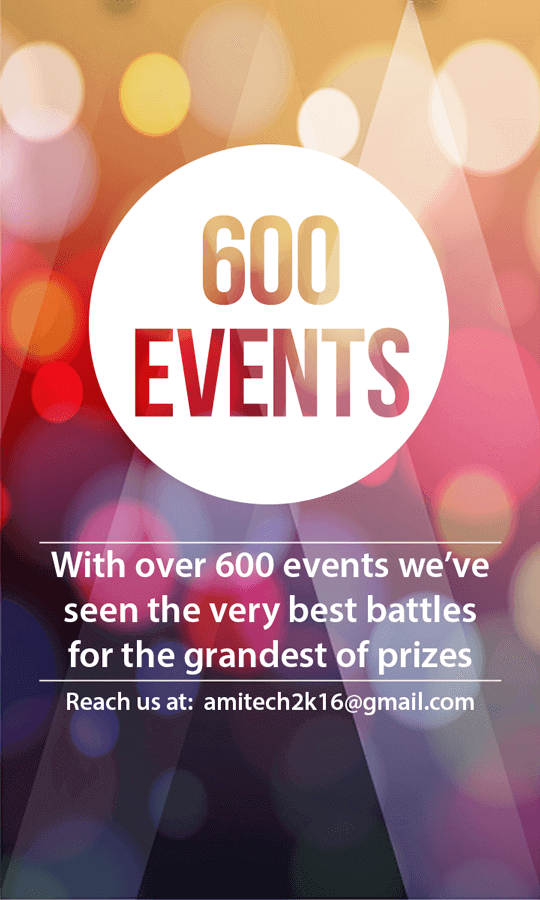 600
EVENTS
With over 600 events we’ve
seen the very best battles
for the grandest of prizes
Reach us at: amitech2k16@gmail.com